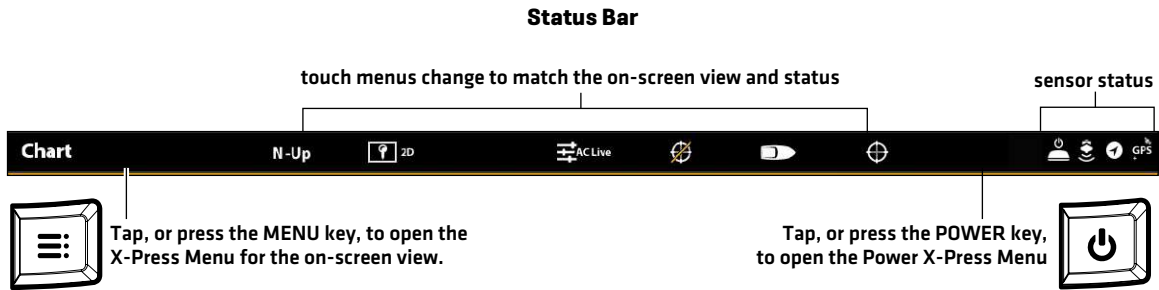 Status Bar
touch menus change to match the on-screen view and status
sensor status
Chart
N-Up
2D
AC Live
GPS
Tap, or press the MENU key, to open the
X-Press Menu for the on-screen view.
Tap, or press the POWER key,
to open the Power X-Press Menu